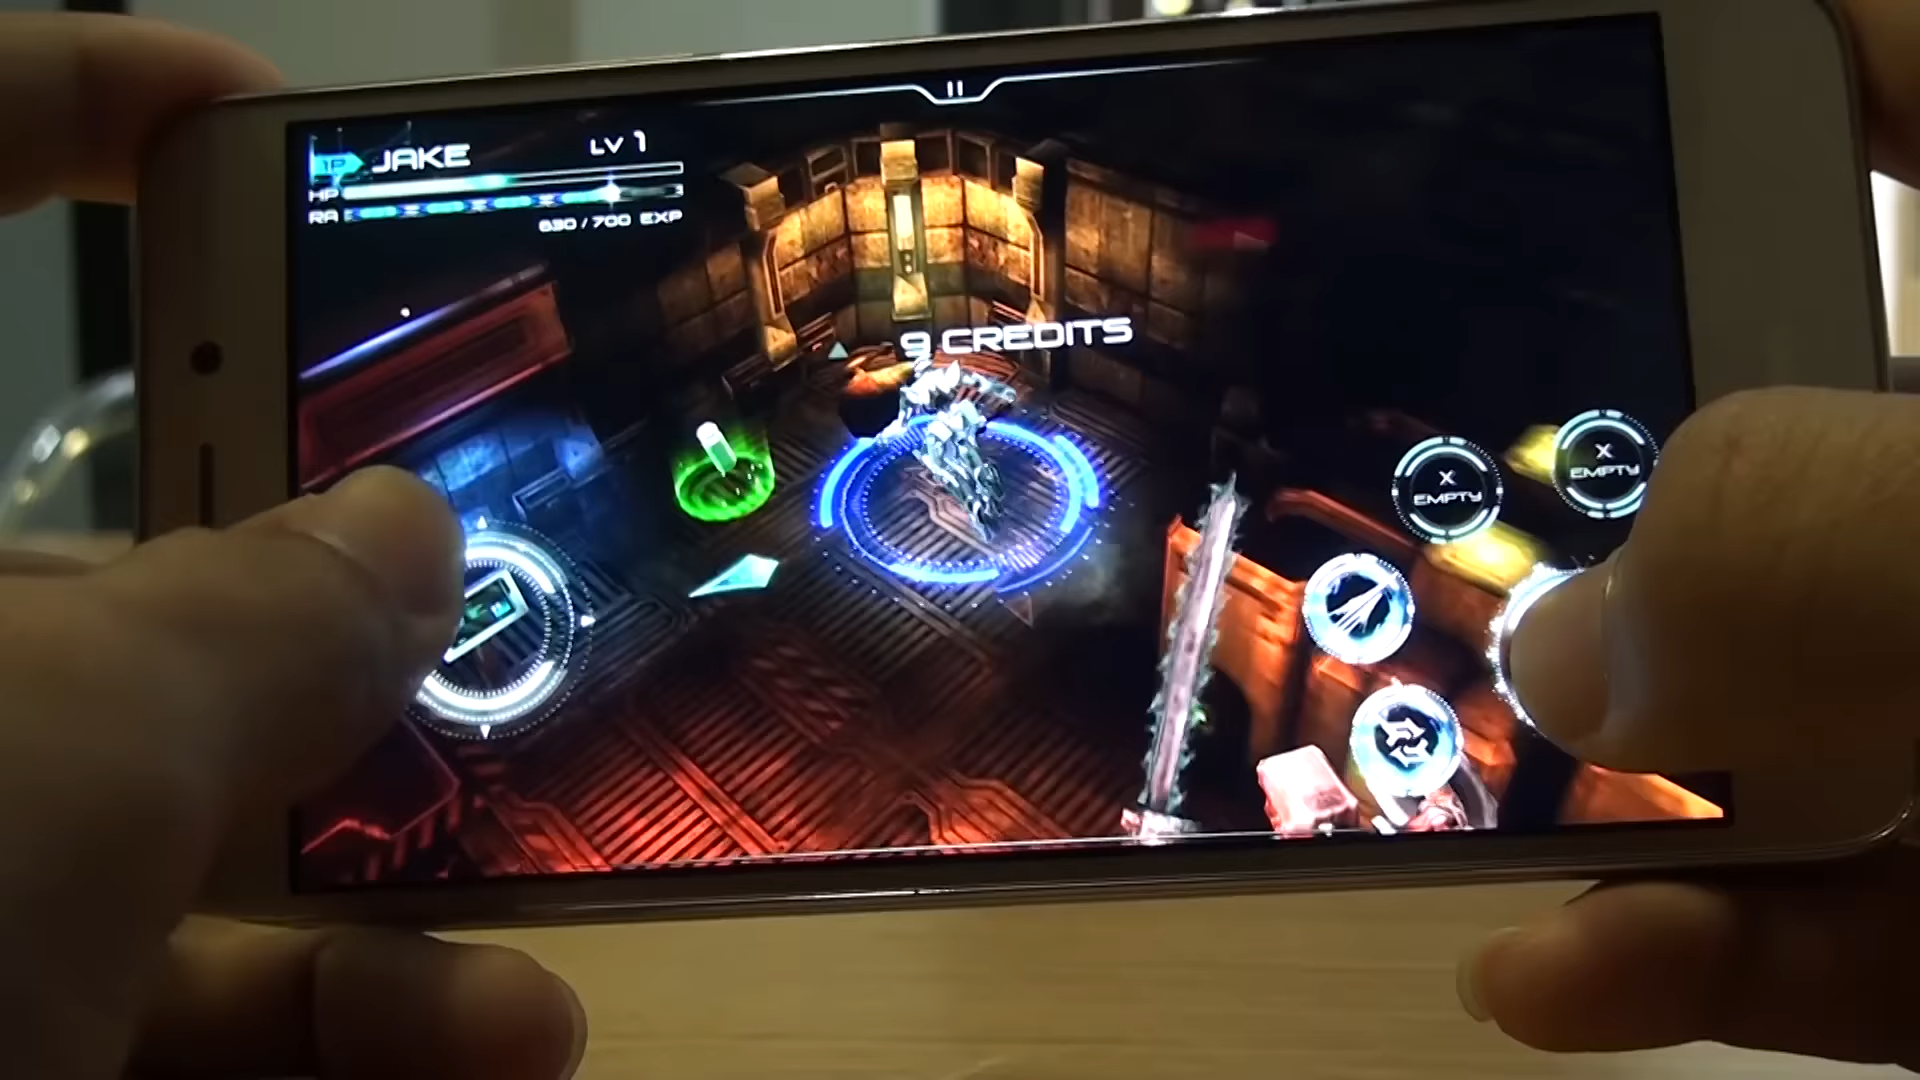 1P JAKE LV 1
HP
RA
630/700 EXP
9 CREDITS
X
EMPTY
X
EMPTY